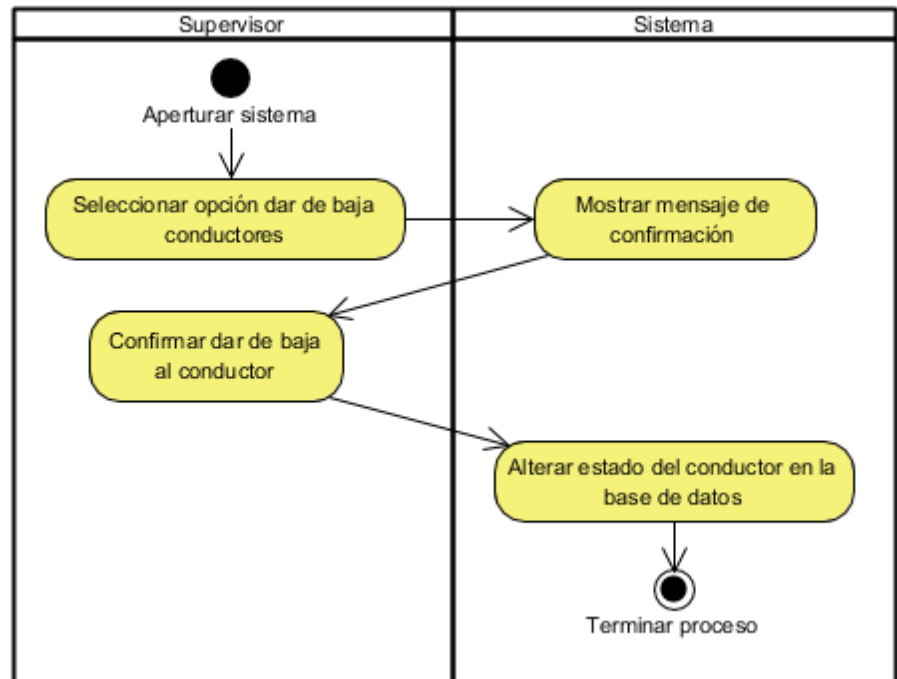 Supervisor
Sistema
Aperturar sistema
Seleccionar opción dar de baja
conductores
Mostrar mensaje de
confirmación
Confirmar dar de baja
al conductor
Alterar estado del conductor en la
base de datos
Terminar proceso